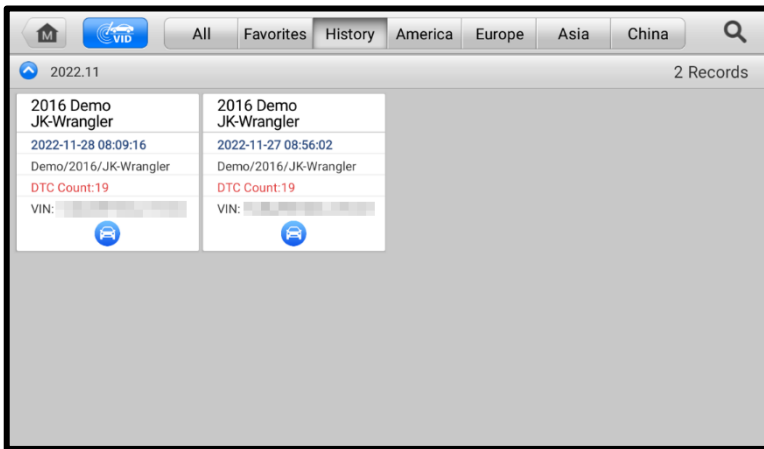 M VID All Favorites History America Europe Asia China
2022.11 2 Records
2016 Demo
JK-Wrangler
2022-11-28 08:09:16
Demo/2016/JK-Wrangler
DTC Count:19
VIN:
2016 Demo
JK-Wrangler
2022-11-27 08:56:02
Demo/2016/JK-Wrangler
DTC Count:19
VIN: